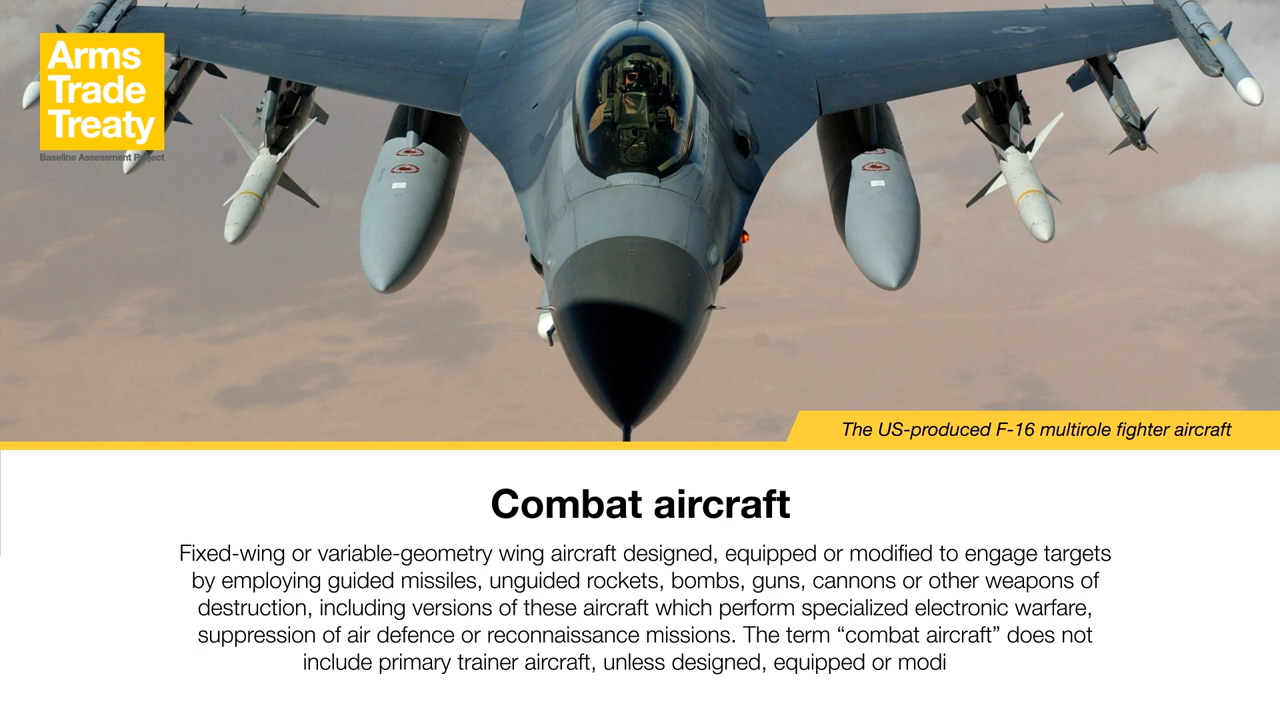 Arms
Trade
Treaty
Baseline Assessment Project
The US-produced F-16 multirole fighter aircraft
Combat aircraft
Fixed-wing or variable-geometry wing aircraft designed, equipped or modified to engage targets
by employing guided missiles, unguided rockets, bombs, guns, cannons or other weapons of
destruction, including versions of these aircraft which perform specialized electronic warfare,
suppression of air defence or reconnaissance missions. The term “combat aircraft” does not
include primary trainer aircraft, unless designed, equipped or modi